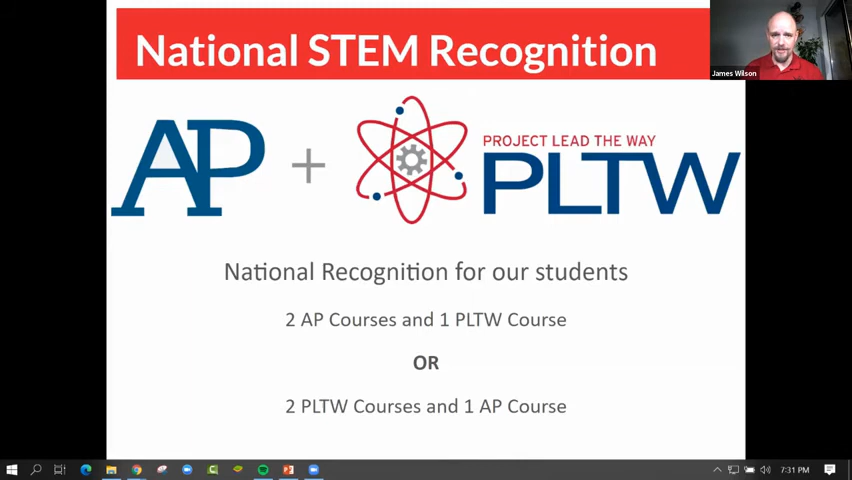 National STEM Recognition
James Wilson
AP + PROJECT LEAD THE WAY
PLTW
National Recognition for our students
2 AP Courses and 1 PLTW Course
OR
2 PLTW Courses and 1 AP Course
7:31 PM